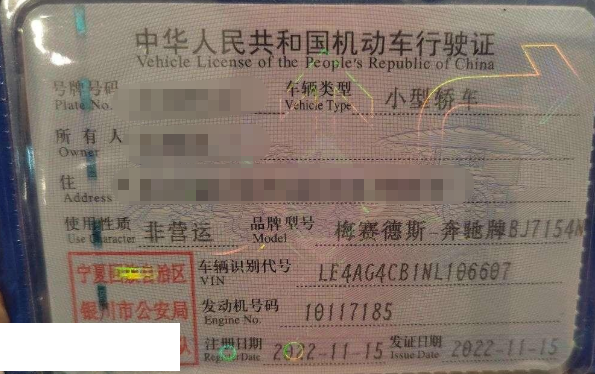 中华人民共和国机动车行驶证
Vehicle License of the People's Republic of China
号牌号码 车辆类型 小型轿车
Plate No. Vehicle Type
所有人
Owner
住
Address
使用性质 非营运 品牌型号 梅赛德斯-奔驰牌BJ7154
Use Character Model
宁夏回族自治区 车辆识别代号 LE4AG4CB1NL106607
VIN
银川市公安局 发动机号码 10117185
Engine No.
注册日期 2022-11-15 发证日期 2022-11-15
Register Date Issue Date